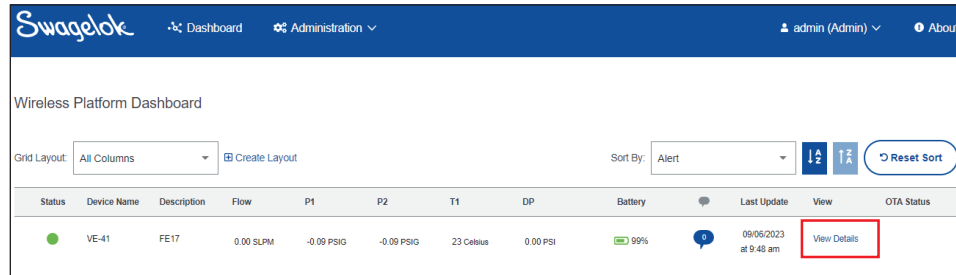 Swagelok Dashboard Administration admin (Admin) About
Wireless Platform Dashboard
Grid Layout: All Columns Create Layout Sort By: Alert A Z Z A Reset Sort
Status Device Name Description Flow P1 P2 T1 DP Battery Last Update View OTA Status
VE-41 FE17 0.00 SLPM -0.09 PSIG -0.09 PSIG 23 Celsius 0.00 PSI 99% 0 09/06/2023 View Details
at 9:48 am